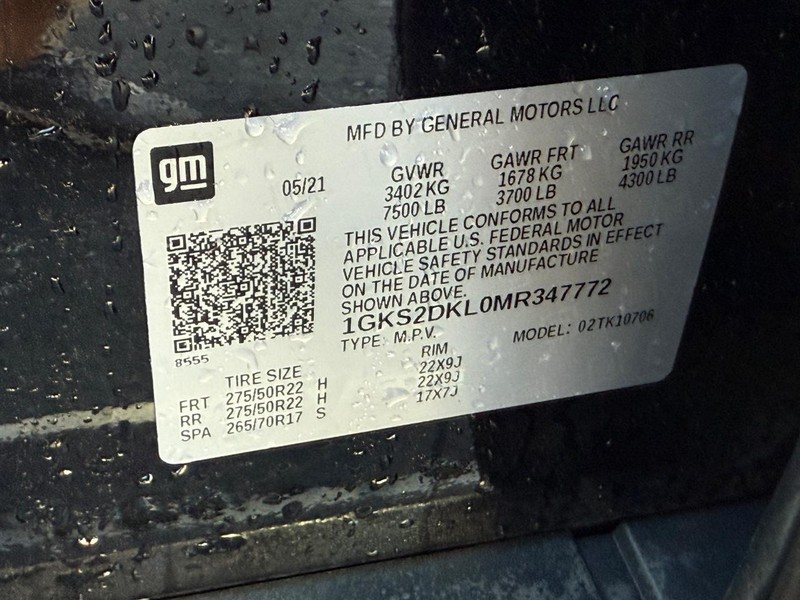 MFD BY GENERAL MOTORS LLC
gm
05/21
GVWR GAWR FRT GAWR RR
3402 KG 1678 KG 1950 KG
7500 LB 3700 LB 4300 LB
THIS VEHICLE CONFORMS TO ALL
APPLICABLE U.S. FEDERAL MOTOR
VEHICLE SAFETY STANDARDS IN EFFECT
ON THE DATE OF MANUFACTURE
SHOWN ABOVE.
1GKS2DKL0MR347772
TYPE: M.P.V. MODEL: 02TK10706
8555
TIRE SIZE RIM
FRT 275/50R22 H 22X9J
RR 275/50R22 H 22X9J
SPA 265/70R17 S 17X7J